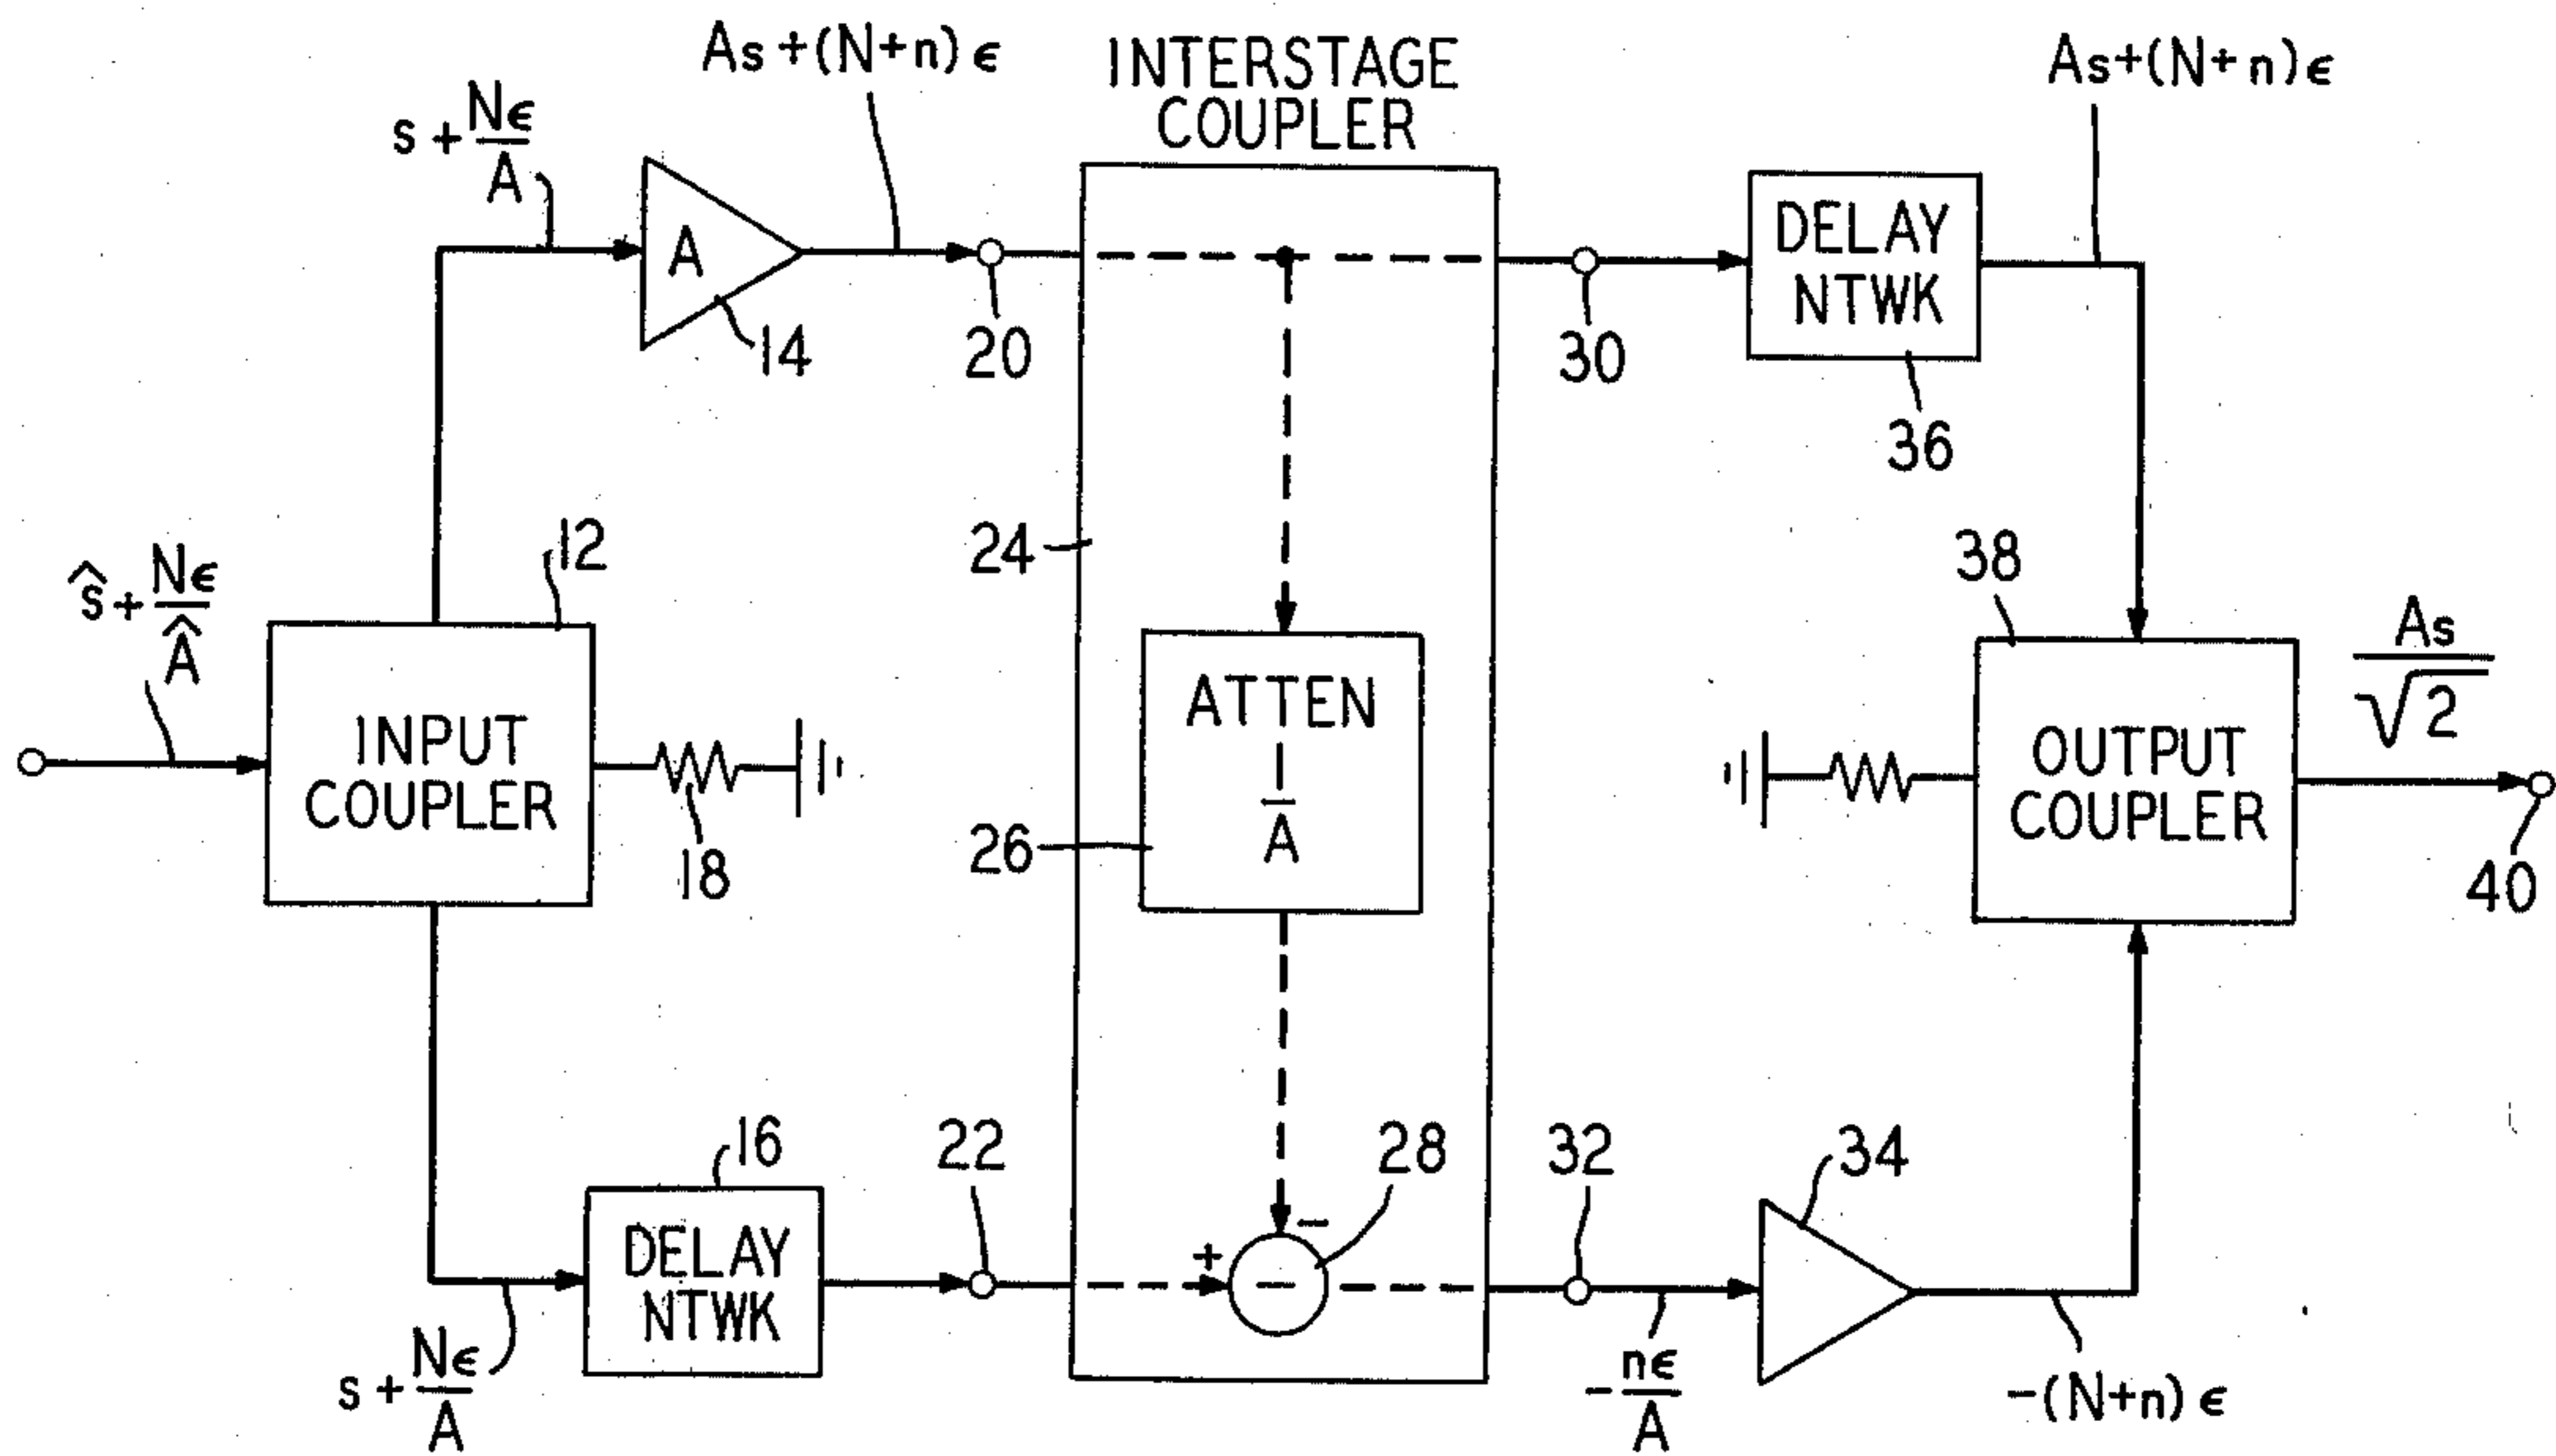 As+(N+n)ϵ
INTERSTAGE
COUPLER
As+(N+n)ϵ
s + Nϵ/A
A
14
20
30
DELAY
NTWK
36
ŝ + Nϵ/Â
12
INPUT
COUPLER
18
24
ATTEN
1/A
26
38
OUTPUT
COUPLER
As/√2
40
16
DELAY
NTWK
s + Nϵ/A
22
+
-
-
28
32
-nϵ/A
34
-(N+n)ϵ